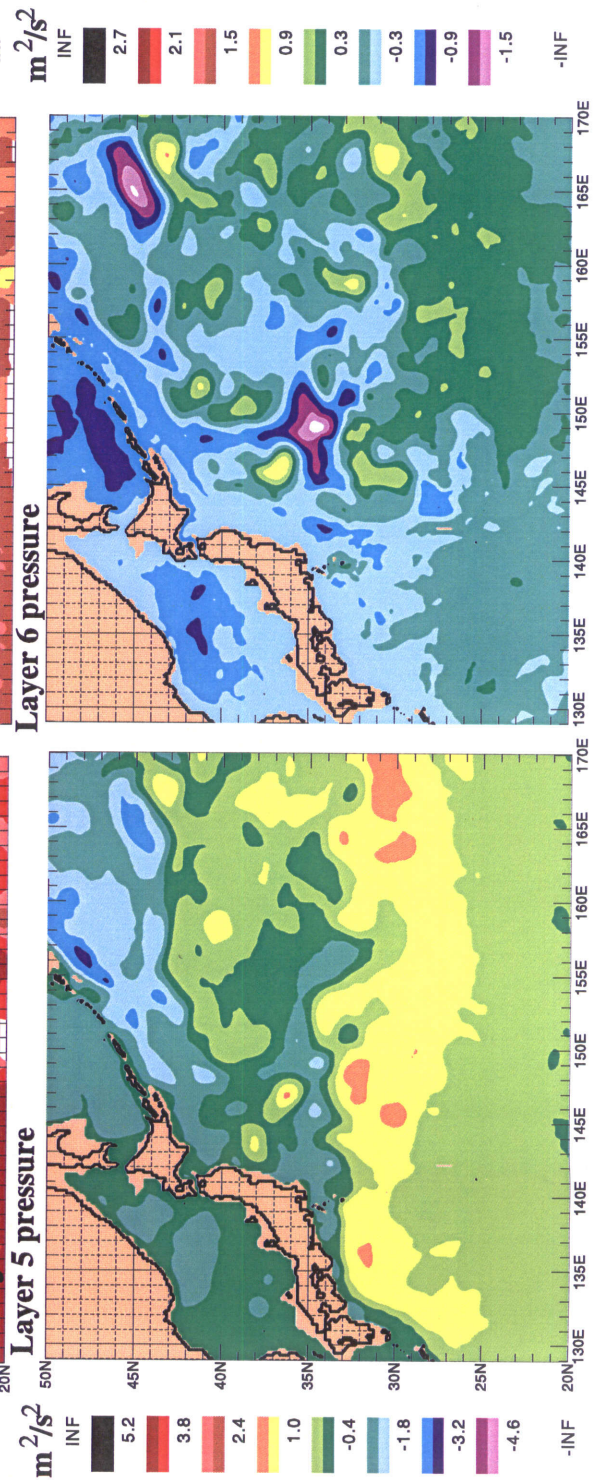 20N
Layer 5 pressure
Layer 6 pressure
m²/s²
INF
5.2
3.8
2.4
1.0
-0.4
-1.8
-3.2
-4.6
-INF
50N
45N
40N
35N
30N
25N
20N
130E
135E
140E
145E
150E
155E
160E
165E
170E
130E
135E
140E
145E
150E
155E
160E
165E
170E
m²/s²
INF
2.7
2.1
1.5
0.9
0.3
-0.3
-0.9
-1.5
-INF